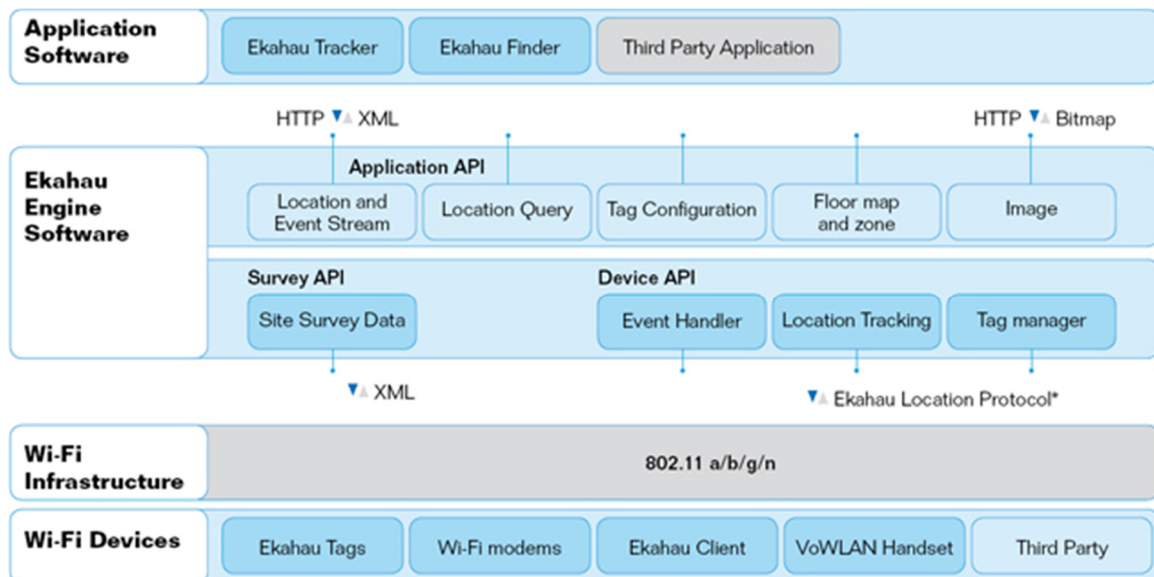 Application
Software
Ekahau Tracker
Ekahau Finder
Third Party Application
HTTP XML
HTTP Bitmap
Ekahau
Engine
Software
Application API
Location and
Event Stream
Location Query
Tag Configuration
Floor map
and zone
Image
Survey API
Device API
Site Survey Data
Event Handler
Location Tracking
Tag manager
XML
Ekahau Location Protocol*
Wi-Fi
Infrastructure
802.11 a/b/g/n
Wi-Fi Devices
Ekahau Tags
Wi-Fi modems
Ekahau Client
VoWLAN Handset
Third Party